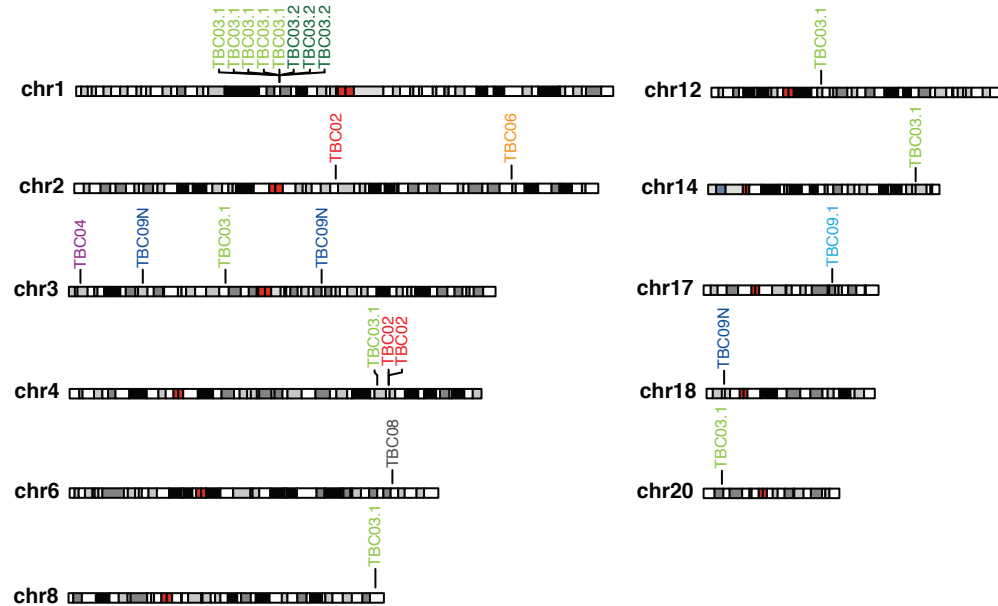 TBC03.1
TBC03.1
TBC03.1
TBC03.1
TBC03.1
TBC03.2
TBC03.2
TBC03.2
chr1
TBC02
TBC06
chr2
TBC04
TBC09N
TBC03.1
TBC09N
chr3
TBC03.1
TBC02
TBC02
chr4
TBC08
chr6
TBC03.1
chr8
TBC03.1
chr12
TBC03.1
chr14
TBC09.1
chr17
TBC09N
chr18
TBC03.1
chr20